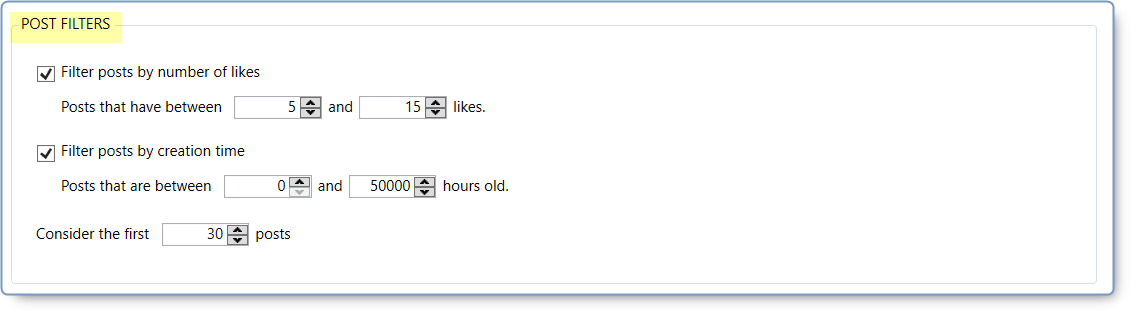 POST FILTERS
Filter posts by number of likes
Posts that have between 5 and 15 likes.
Filter posts by creation time
Posts that are between 0 and 50000 hours old.
Consider the first 30 posts